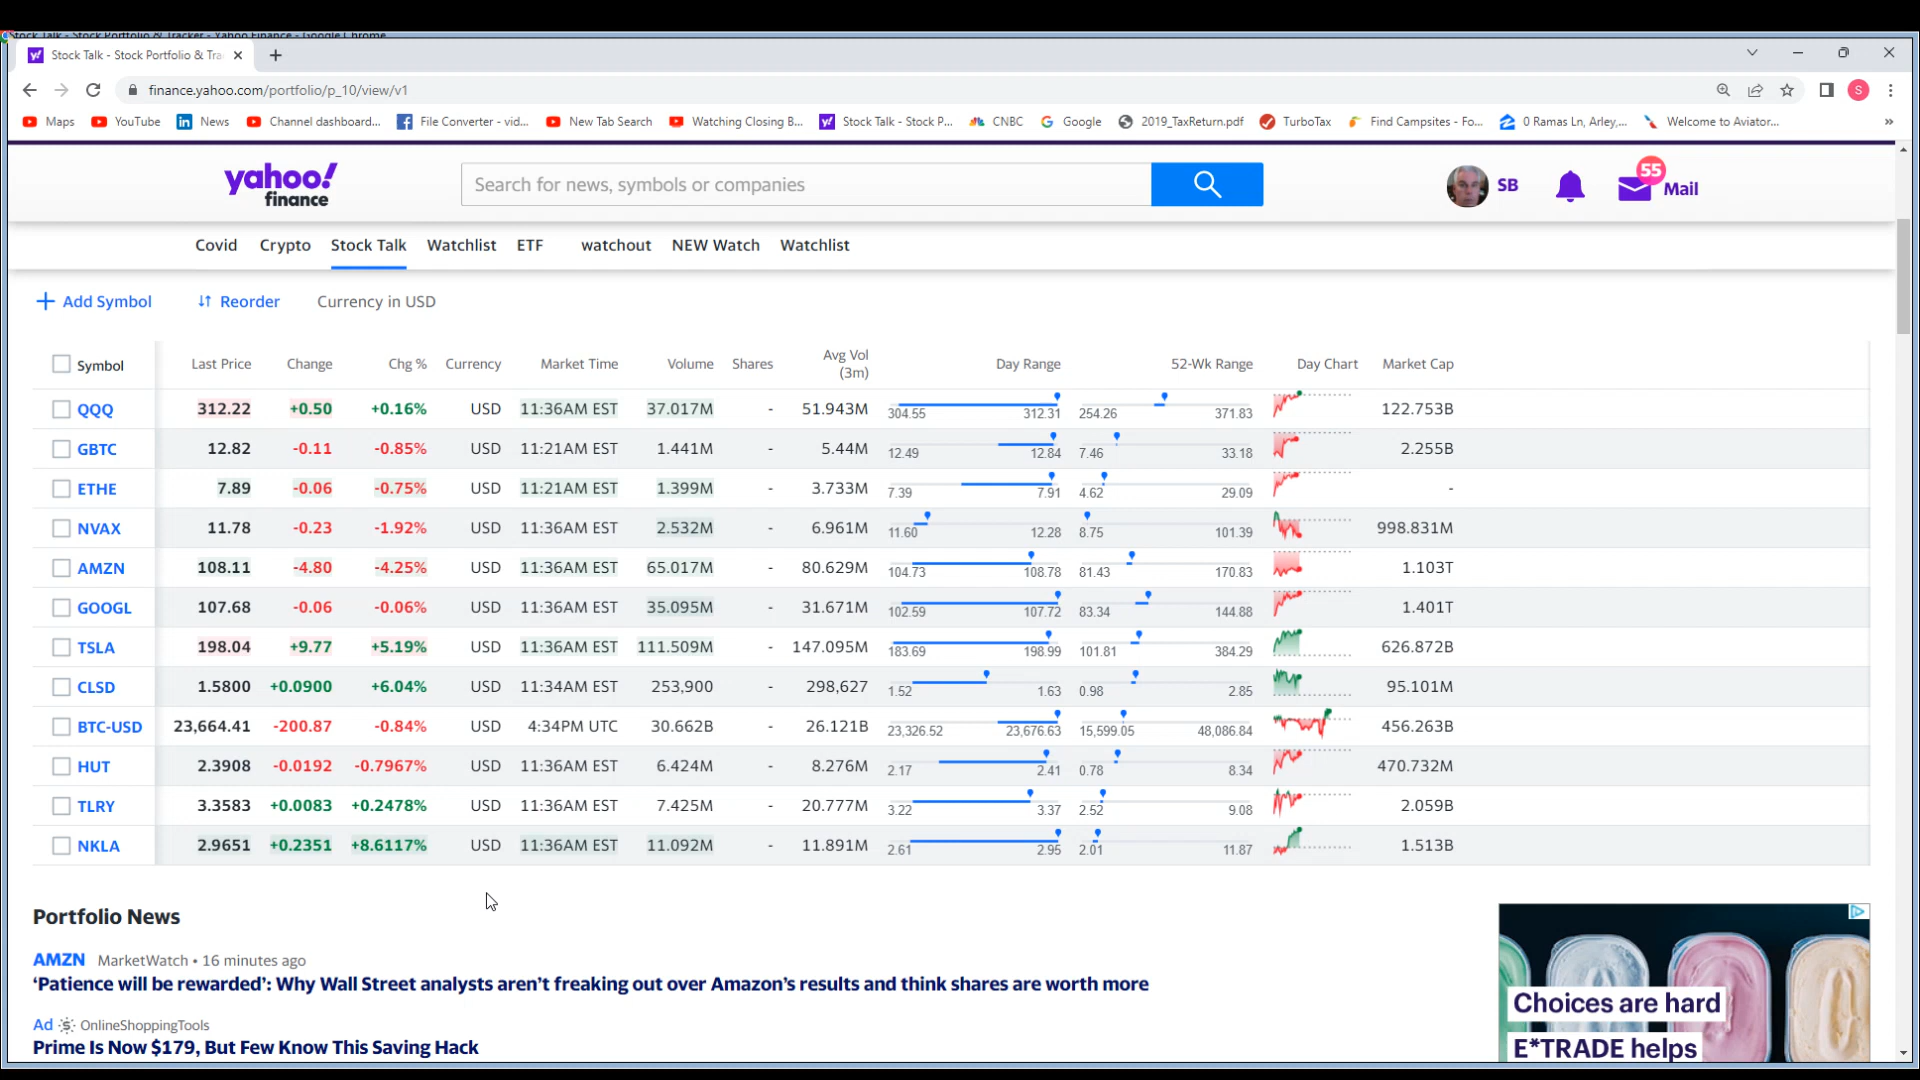 Stock Talk - Stock Portfolio & Tracker - Yahoo Finance - Google Chrome
y! Stock Talk - Stock Portfolio & Tra
finance.yahoo.com/portfolio/p_10/view/v1
S
Maps YouTube in News Channel dashboard... File Converter - vid... New Tab Search Watching Closing B... y! Stock Talk - Stock P... CNBC Google 2019_TaxReturn.pdf TurboTax Find Campsites - Fo... 0 Ramas Ln, Arley,... Welcome to Aviator... »
yahoo!
finance
Search for news, symbols or companies
SB
55
Mail
Covid Crypto Stock Talk Watchlist ETF watchout NEW Watch Watchlist
+ Add Symbol Reorder Currency in USD
Symbol Last Price Change Chg % Currency Market Time Volume Shares Avg Vol (3m) Day Range 52-Wk Range Day Chart Market Cap
QQQ 312.22 +0.50 +0.16% USD 11:36AM EST 37.017M - 51.943M 304.55 312.31 254.26 371.83 122.753B
GBTC 12.82 -0.11 -0.85% USD 11:21AM EST 1.441M - 5.44M 12.49 12.84 7.46 33.18 2.255B
ETHE 7.89 -0.06 -0.75% USD 11:21AM EST 1.399M - 3.733M 7.39 7.91 4.62 29.09 -
NVAX 11.78 -0.23 -1.92% USD 11:36AM EST 2.532M - 6.961M 11.60 12.28 8.75 101.39 998.831M
AMZN 108.11 -4.80 -4.25% USD 11:36AM EST 65.017M - 80.629M 104.73 108.78 81.43 170.83 1.103T
GOOGL 107.68 -0.06 -0.06% USD 11:36AM EST 35.095M - 31.671M 102.59 107.72 83.34 144.88 1.401T
TSLA 198.04 +9.77 +5.19% USD 11:36AM EST 111.509M - 147.095M 183.69 198.99 101.81 384.29 626.872B
CLSD 1.5800 +0.0900 +6.04% USD 11:34AM EST 253,900 - 298,627 1.52 1.63 0.98 2.85 95.101M
BTC-USD 23,664.41 -200.87 -0.84% USD 4:34PM UTC 30.662B - 26.121B 23,326.52 23,676.63 15,599.05 48,086.84 456.263B
HUT 2.3908 -0.0192 -0.7967% USD 11:36AM EST 6.424M - 8.276M 2.17 2.41 0.78 8.34 470.732M
TLRY 3.3583 +0.0083 +0.2478% USD 11:36AM EST 7.425M - 20.777M 3.22 3.37 2.52 9.08 2.059B
NKLA 2.9651 +0.2351 +8.6117% USD 11:36AM EST 11.092M - 11.891M 2.61 2.95 2.01 11.87 1.513B
Portfolio News
AMZN MarketWatch • 16 minutes ago
‘Patience will be rewarded’: Why Wall Street analysts aren’t freaking out over Amazon’s results and think shares are worth more
Ad OnlineShoppingTools
Prime Is Now $179, But Few Know This Saving Hack
Choices are hard
E*TRADE helps